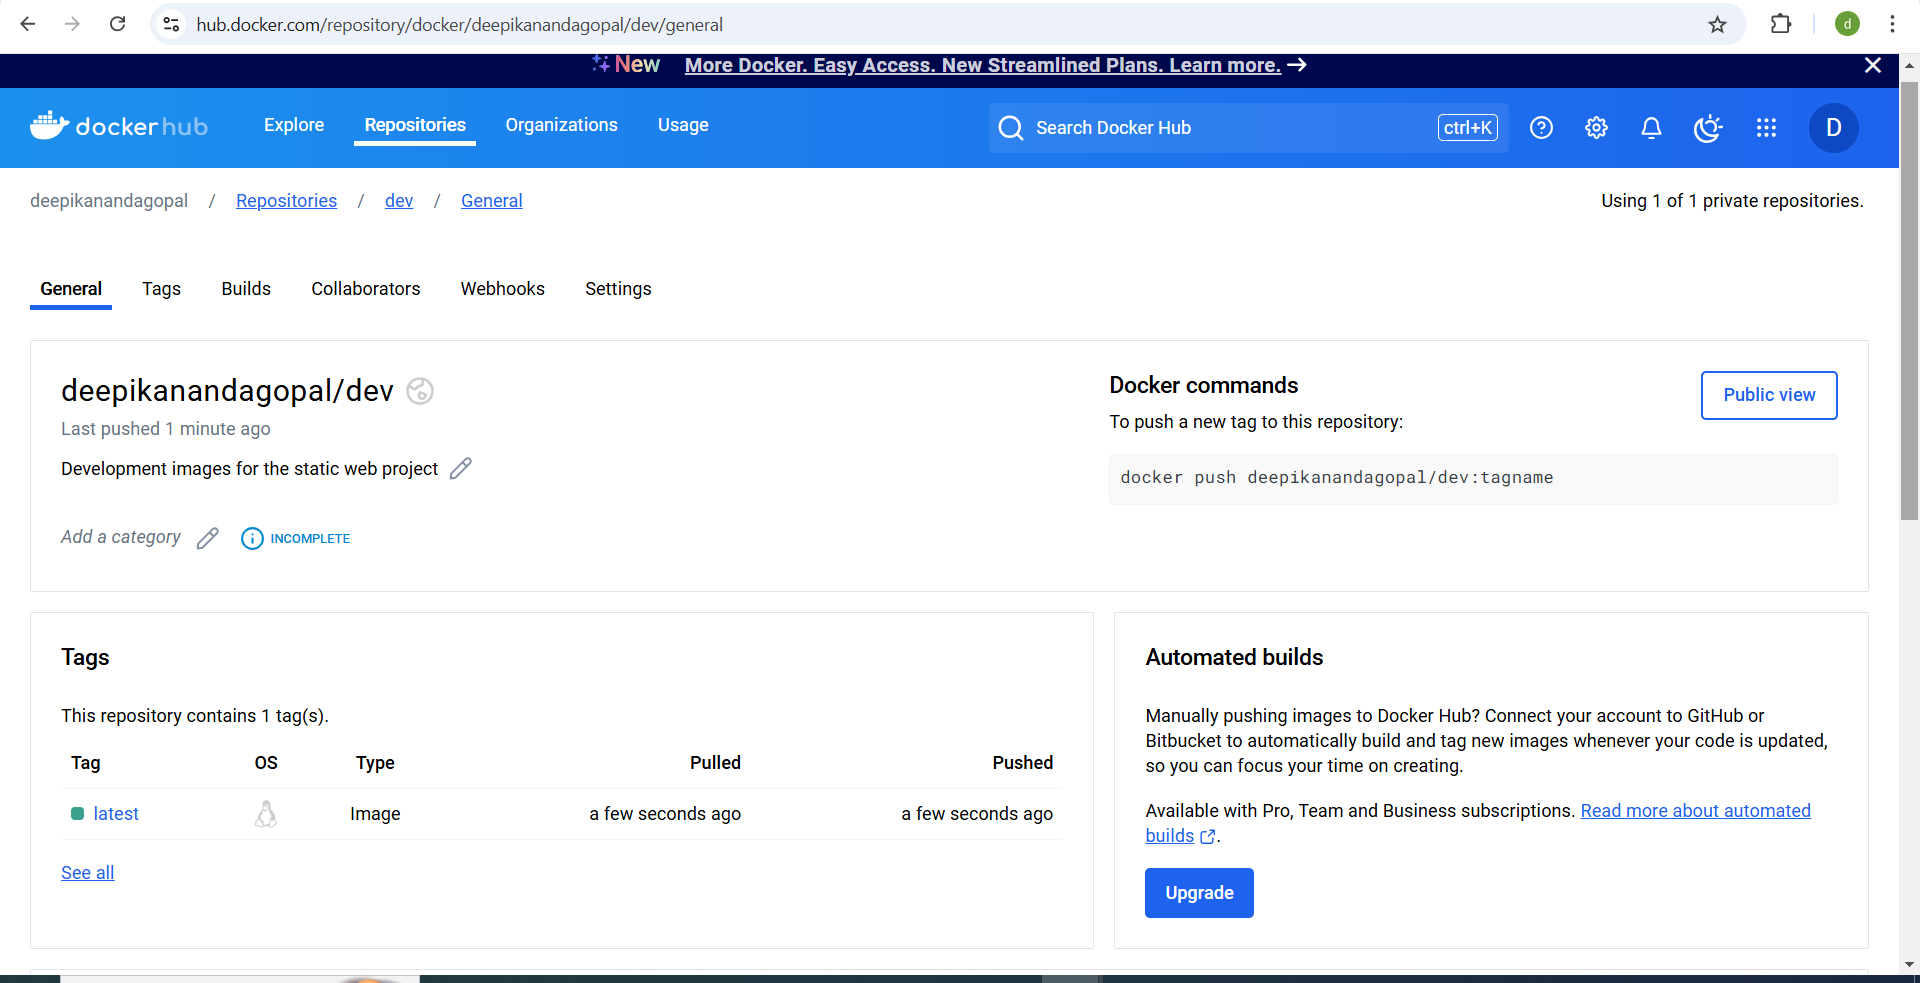 hub.docker.com/repository/docker/deepikanandagopal/dev/general
d
New More Docker. Easy Access. New Streamlined Plans. Learn more. →
dockerhub Explore Repositories Organizations Usage Search Docker Hub ctrl+K D
deepikanandagopal / Repositories / dev / General Using 1 of 1 private repositories.
General Tags Builds Collaborators Webhooks Settings
deepikanandagopal/dev
Last pushed 1 minute ago
Development images for the static web project
Add a category INCOMPLETE
Docker commands
Public view
To push a new tag to this repository:
docker push deepikanandagopal/dev:tagname
Tags
This repository contains 1 tag(s).
Tag OS Type Pulled Pushed
latest Image a few seconds ago a few seconds ago
See all
Automated builds
Manually pushing images to Docker Hub? Connect your account to GitHub or
Bitbucket to automatically build and tag new images whenever your code is updated,
so you can focus your time on creating.
Available with Pro, Team and Business subscriptions. Read more about automated
builds.
Upgrade